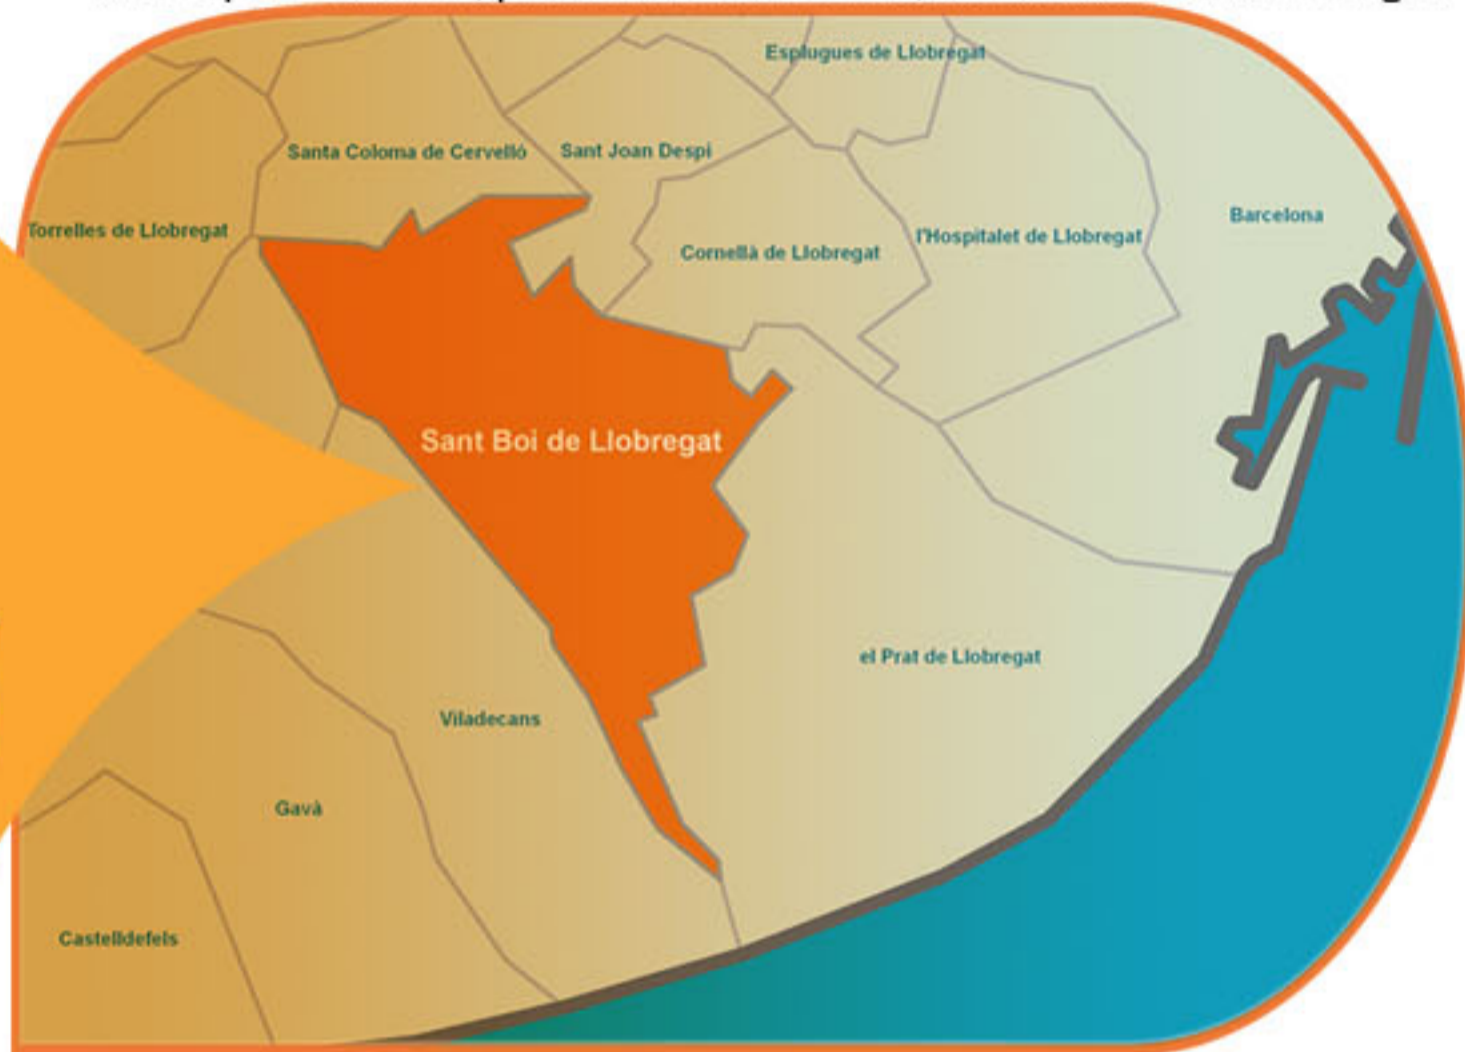 Esplugues de Llobregat
Santa Coloma de Cervelló
Sant Joan Despi
Barcelona
Torrelles de Llobregat
l'Hospitalet de Llobregat
Cornellà de Llobregat
Sant Boi de Llobregat
el Prat de Llobregat
Viladecans
Gavà
Castelldefels